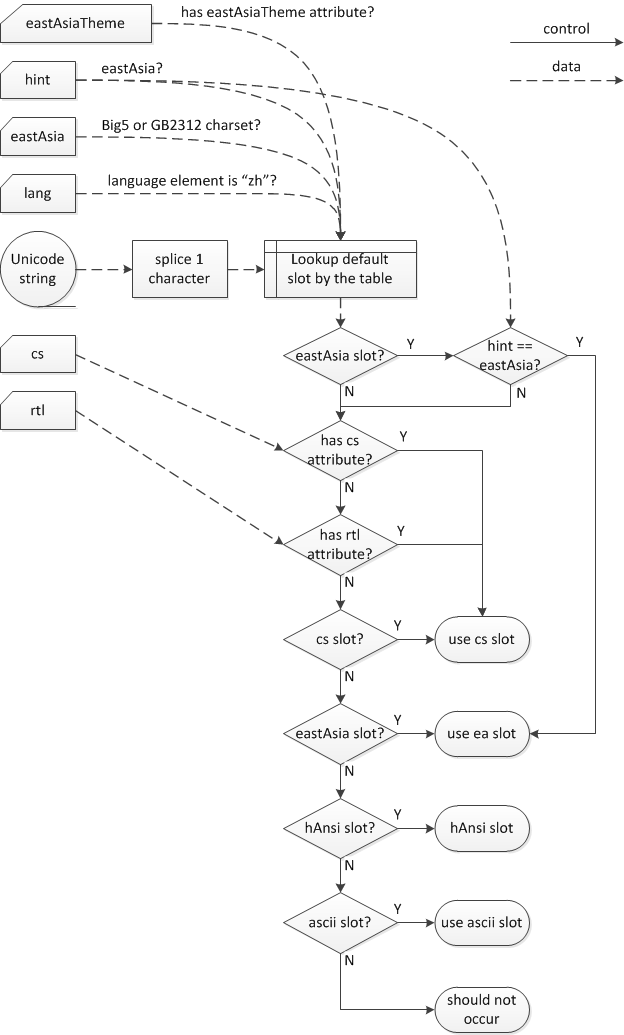 eastAsiaTheme
has eastAsiaTheme attribute?
control
hint
eastAsia?
data
eastAsia
Big5 or GB2312 charset?
lang
language element is “zh”?
Unicode
string
splice 1
character
Lookup default
slot by the table
cs
eastAsia slot?
Y
N
hint ==
eastAsia?
Y
N
rtl
has cs
attribute?
Y
N
has rtl
attribute?
Y
N
cs slot?
Y
N
use cs slot
eastAsia slot?
Y
N
use ea slot
hAnsi slot?
Y
N
hAnsi slot
ascii slot?
Y
N
use ascii slot
should not
occur